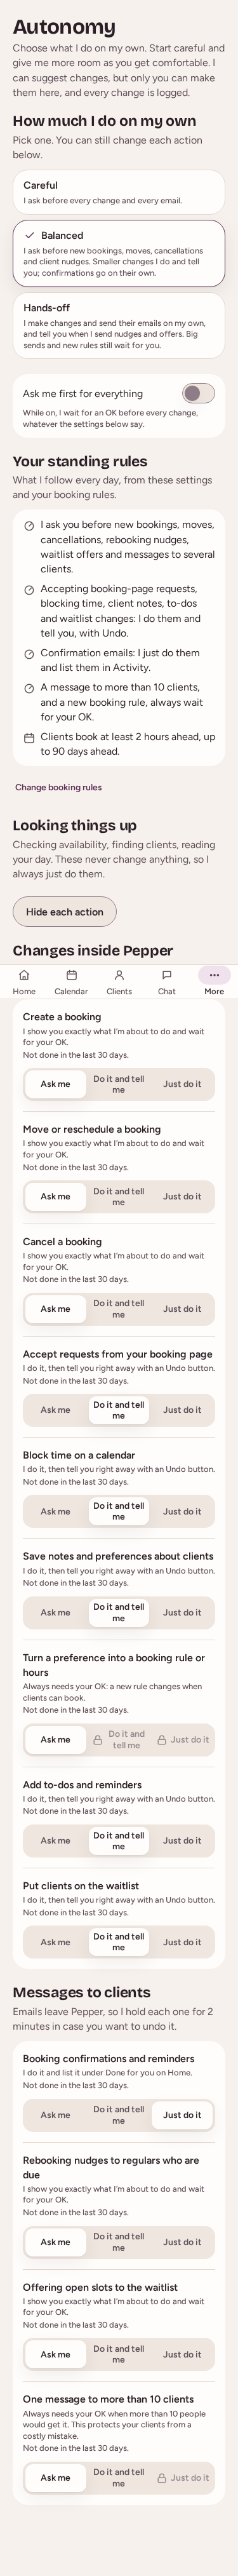 Autonomy
Choose what I do on my own. Start careful and
give me more room as you get comfortable. I
can suggest changes, but only you can make
them here, and every change is logged.
How much I do on my own
Pick one. You can still change each action
below.
Careful
I ask before every change and every email.
Balanced
I ask before new bookings, moves, cancellations
and client nudges. Smaller changes I do and tell
you; confirmations go on their own.
Hands-off
I make changes and send their emails on my own,
and tell you when I send nudges and offers. Big
sends and new rules still wait for you.
Ask me first for everything
While on, I wait for an OK before every change,
whatever the settings below say.
Your standing rules
What I follow every day, from these settings
and your booking rules.
I ask you before new bookings, moves,
cancellations, rebooking nudges,
waitlist offers and messages to several
clients.
Accepting booking-page requests,
blocking time, client notes, to-dos
and waitlist changes: I do them and
tell you, with Undo.
Confirmation emails: I just do them
and list them in Activity.
A message to more than 10 clients,
and a new booking rule, always wait
for your OK.
Clients book at least 2 hours ahead, up
to 90 days ahead.
Change booking rules
Looking things up
Checking availability, finding clients, reading
your day. These never change anything, so I
always just do them.
Hide each action
Changes inside Pepper
Home
Calendar
Clients
Chat
More
Create a booking
I show you exactly what I'm about to do and wait
for your OK.
Not done in the last 30 days.
Ask me
Do it and tell
me
Just do it
Move or reschedule a booking
I show you exactly what I'm about to do and wait
for your OK.
Not done in the last 30 days.
Ask me
Do it and tell
me
Just do it
Cancel a booking
I show you exactly what I'm about to do and wait
for your OK.
Not done in the last 30 days.
Ask me
Do it and tell
me
Just do it
Accept requests from your booking page
I do it, then tell you right away with an Undo button.
Not done in the last 30 days.
Ask me
Do it and tell
me
Just do it
Block time on a calendar
I do it, then tell you right away with an Undo button.
Not done in the last 30 days.
Ask me
Do it and tell
me
Just do it
Save notes and preferences about clients
I do it, then tell you right away with an Undo button.
Not done in the last 30 days.
Ask me
Do it and tell
me
Just do it
Turn a preference into a booking rule or
hours
Always needs your OK: a new rule changes when
clients can book.
Not done in the last 30 days.
Ask me
Do it and
tell me
Just do it
Add to-dos and reminders
I do it, then tell you right away with an Undo button.
Not done in the last 30 days.
Ask me
Do it and tell
me
Just do it
Put clients on the waitlist
I do it, then tell you right away with an Undo button.
Not done in the last 30 days.
Ask me
Do it and tell
me
Just do it
Messages to clients
Emails leave Pepper, so I hold each one for 2
minutes in case you want to undo it.
Booking confirmations and reminders
I do it and list it under Done for you on Home.
Not done in the last 30 days.
Ask me
Do it and tell
me
Just do it
Rebooking nudges to regulars who are
due
I show you exactly what I'm about to do and wait
for your OK.
Not done in the last 30 days.
Ask me
Do it and tell
me
Just do it
Offering open slots to the waitlist
I show you exactly what I'm about to do and wait
for your OK.
Not done in the last 30 days.
Ask me
Do it and tell
me
Just do it
One message to more than 10 clients
Always needs your OK when more than 10 people
would get it. This protects your clients from a
costly mistake.
Not done in the last 30 days.
Ask me
Do it and tell
me
Just do it